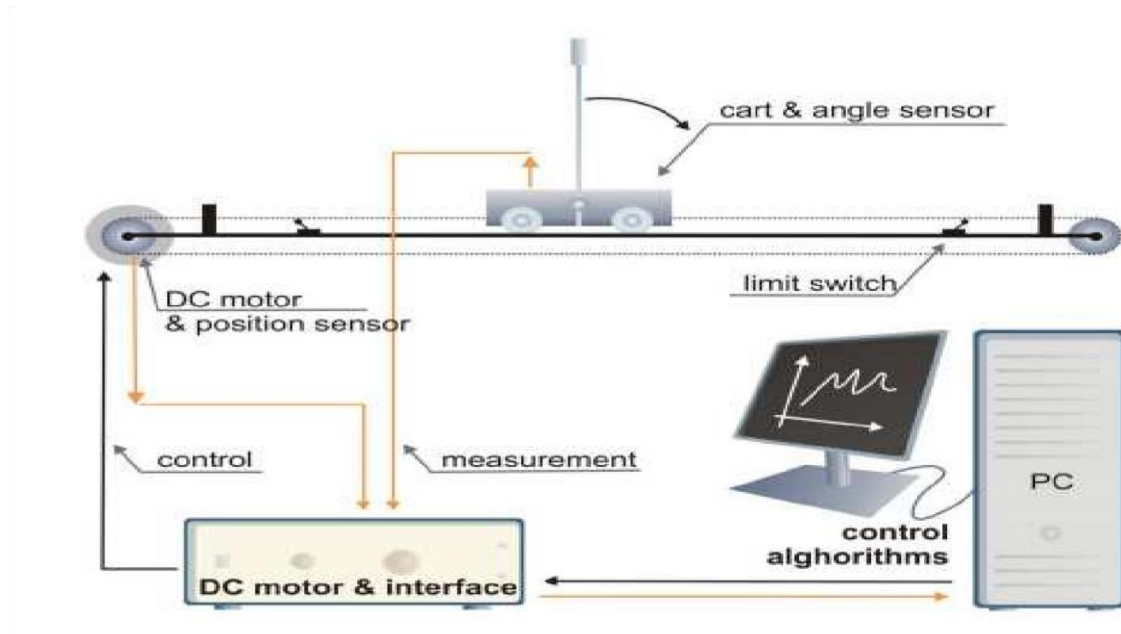 cart & angle sensor
limit switch
DC motor
& position sensor
control
measurement
PC
control
alghorithms
DC motor & interface